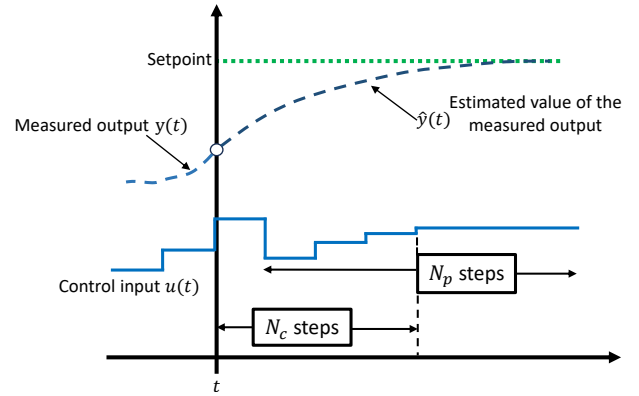 Setpoint
Measured output y(t)
ŷ(t)
Estimated value of the
measured output
Control input u(t)
N_p steps
N_c steps
t